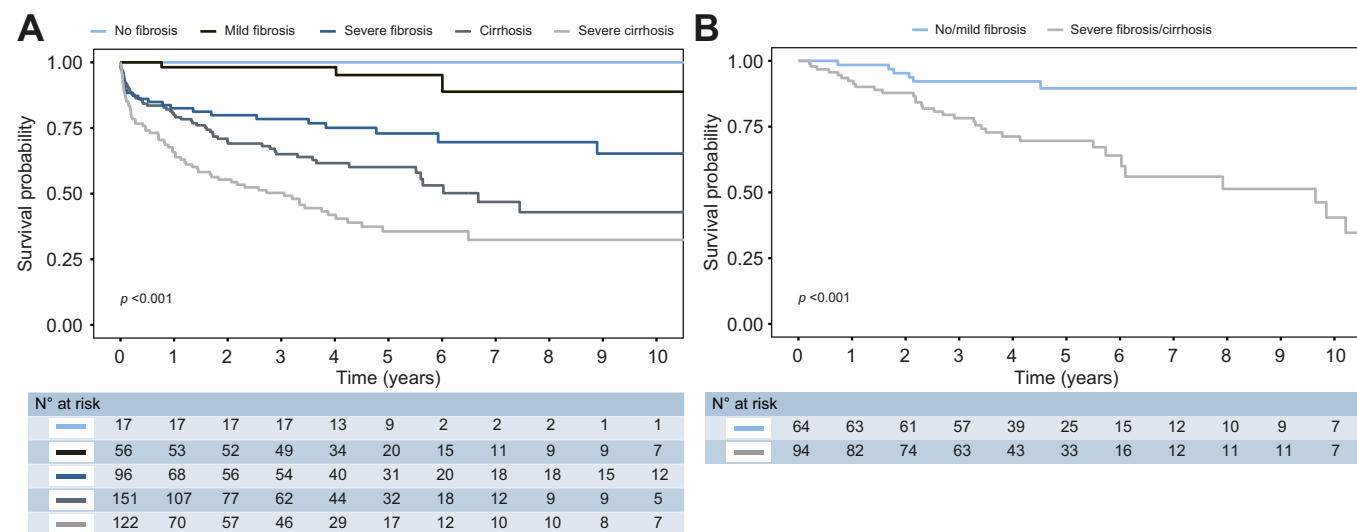 A
No fibrosis Mild fibrosis Severe fibrosis Cirrhosis Severe cirrhosis
1.00
0.75
0.50
0.25
0.00
Survival probability
p <0.001
0 1 2 3 4 5 6 7 8 9 10
Time (years)
N° at risk
17 17 17 17 13 9 2 2 2 1 1
56 53 52 49 34 20 15 11 9 9 7
96 68 56 54 40 31 20 18 18 15 12
151 107 77 62 44 32 18 12 9 9 5
122 70 57 46 29 17 12 10 10 8 7
B
No/mild fibrosis Severe fibrosis/cirrhosis
1.00
0.75
0.50
0.25
0.00
Survival probability
p <0.001
0 1 2 3 4 5 6 7 8 9 10
Time (years)
N° at risk
64 63 61 57 39 25 15 12 10 9 7
94 82 74 63 43 33 16 12 11 11 7